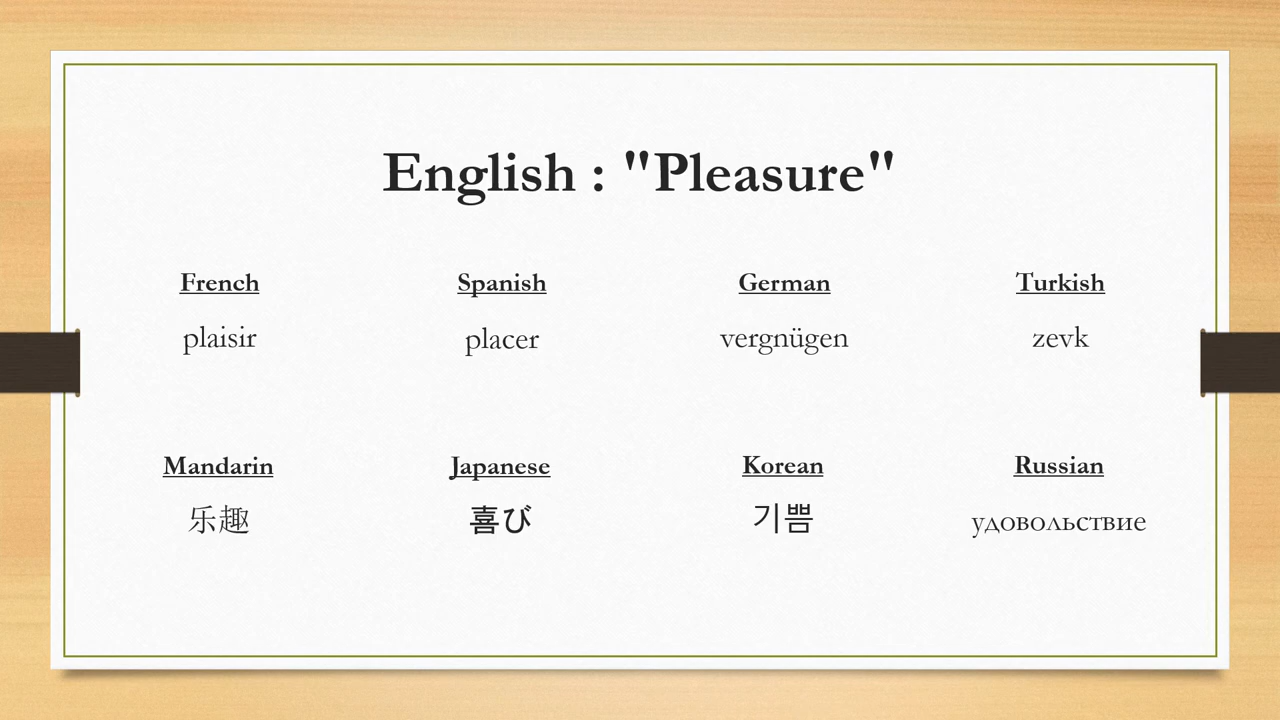 English : "Pleasure"
French Spanish German Turkish
plaisir placer vergnügen zevk
Mandarin Japanese Korean Russian
乐趣 喜び 기쁨 удовольствие